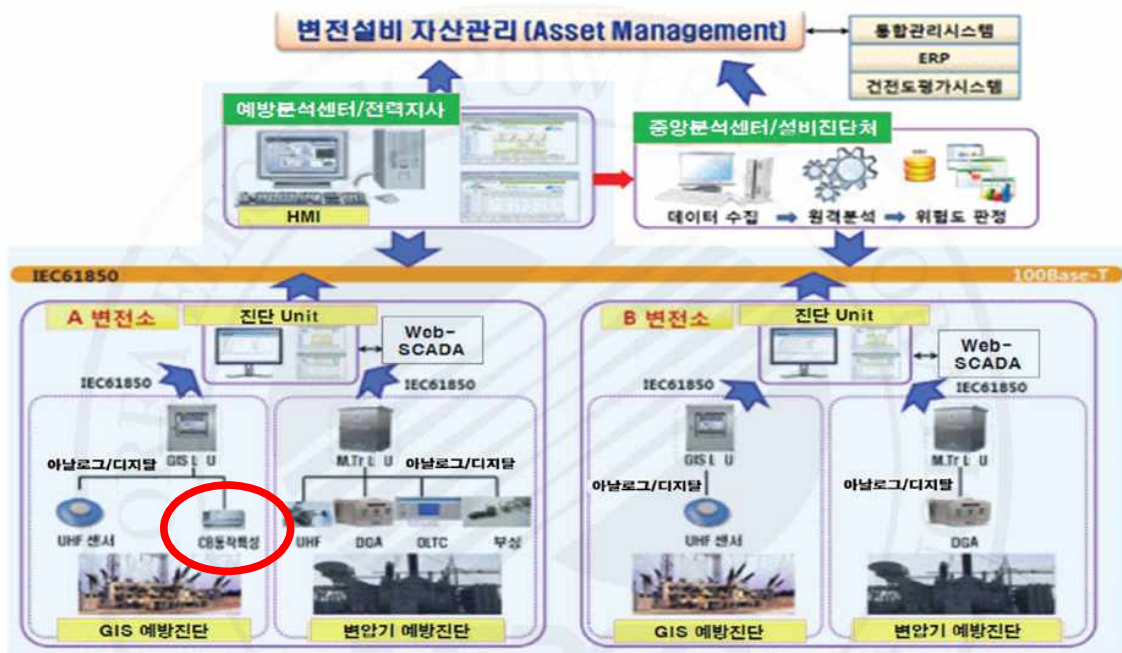 변전설비 자산관리 (Asset Management)
통합관리시스템
ERP
건전도평가시스템
예방분석센터/전력지사
HMI
중앙분석센터/설비진단처
데이터 수집
원격분석
위험도 판정
IEC61850
100Base-T
A 변전소
진단 Unit
Web-
SCADA
IEC61850
IEC61850
GIS L U
M.Tr L U
아날로그/디지탈
아날로그/디지탈
UHF 센서
CB동작특성
UHF
DGA
OLTC
부싱
GIS 예방진단
변압기 예방진단
B 변전소
진단 Unit
Web-
SCADA
IEC61850
IEC61850
GIS L U
M.Tr L U
아날로그/디지탈
아날로그/디지탈
UHF 센서
DGA
GIS 예방진단
변압기 예방진단